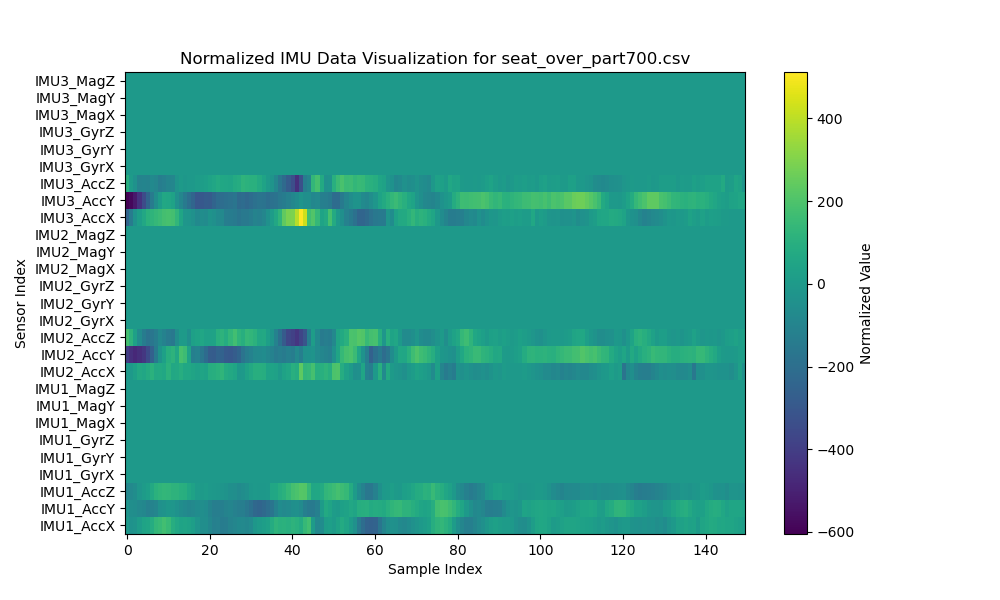 Normalized IMU Data Visualization for seat_over_part700.csv
IMU3_MagZ
IMU3_MagY
IMU3_MagX
IMU3_GyrZ
IMU3_GyrY
IMU3_GyrX
IMU3_AccZ
IMU3_AccY
IMU3_AccX
IMU2_MagZ
IMU2_MagY
IMU2_MagX
IMU2_GyrZ
IMU2_GyrY
IMU2_GyrX
IMU2_AccZ
IMU2_AccY
IMU2_AccX
IMU1_MagZ
IMU1_MagY
IMU1_MagX
IMU1_GyrZ
IMU1_GyrY
IMU1_GyrX
IMU1_AccZ
IMU1_AccY
IMU1_AccX
Sensor Index
0 20 40 60 80 100 120 140
Sample Index
400
200
0
−200
−400
−600
Normalized Value